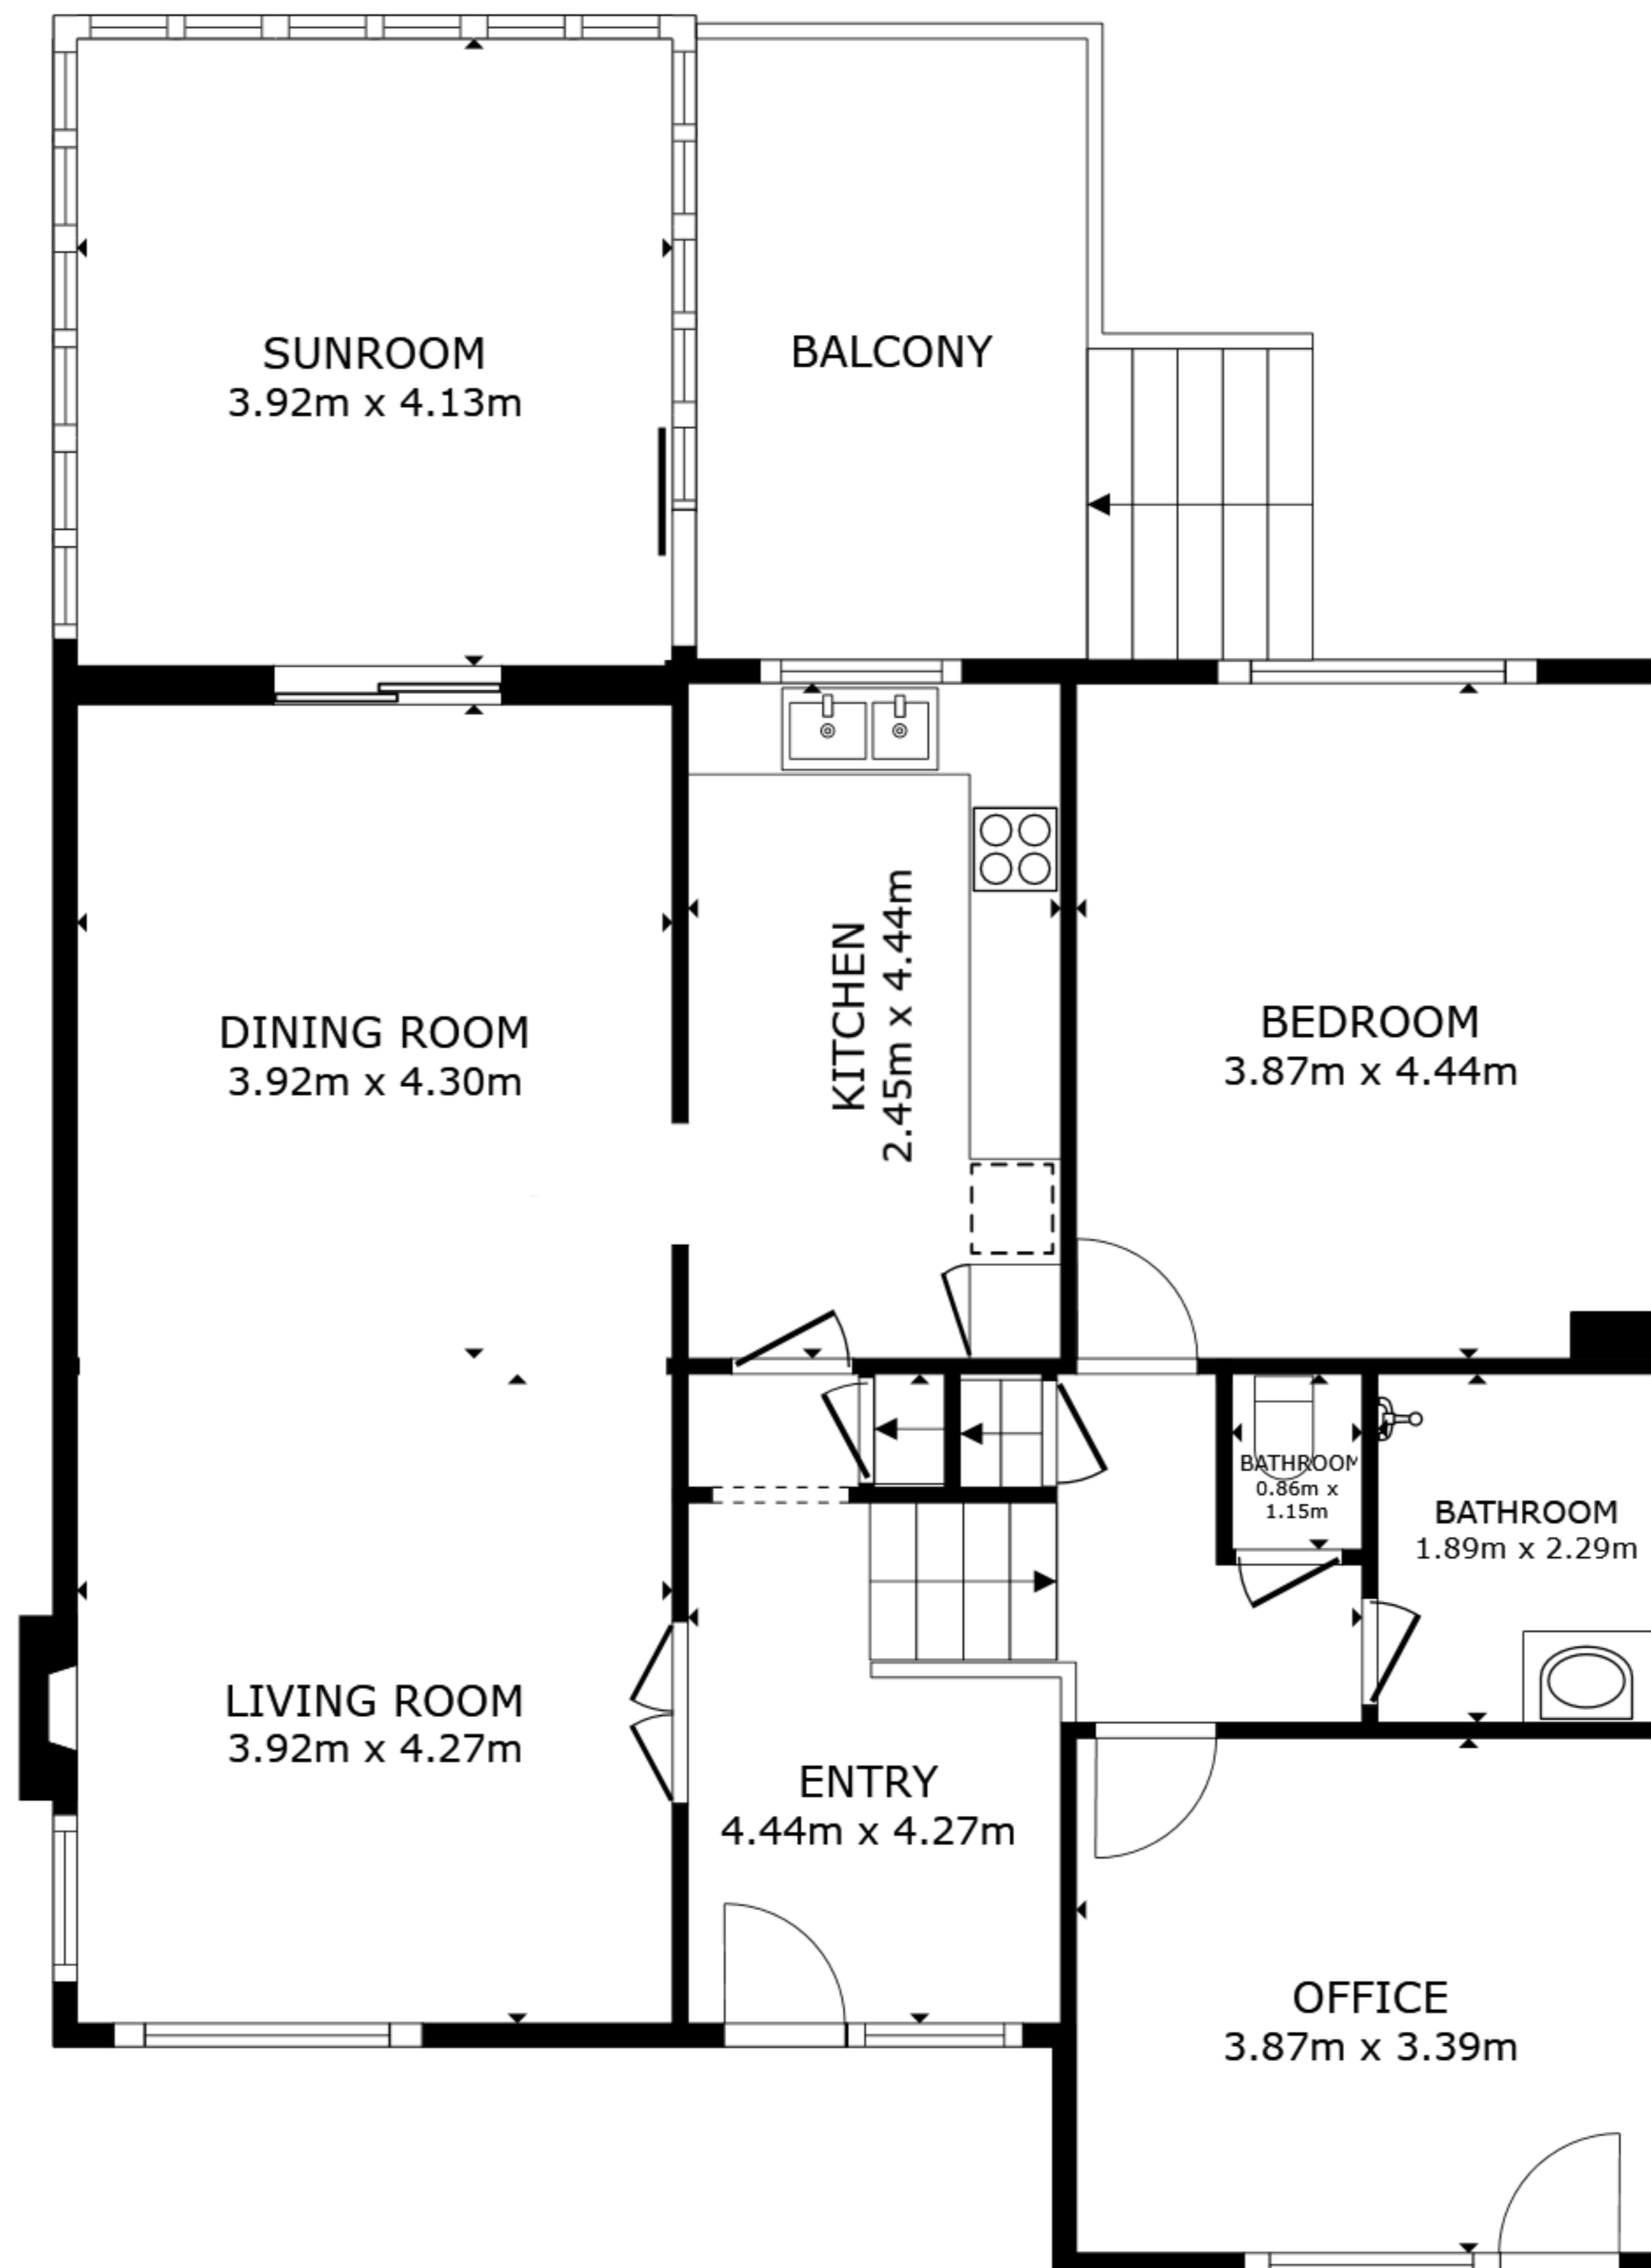 SUNROOM
3.92m x 4.13m
BALCONY
DINING ROOM
3.92m x 4.30m
KITCHEN
2.45m x 4.44m
BEDROOM
3.87m x 4.44m
BATHROOM
0.86m x
1.15m
BATHROOM
1.89m x 2.29m
LIVING ROOM
3.92m x 4.27m
ENTRY
4.44m x 4.27m
OFFICE
3.87m x 3.39m